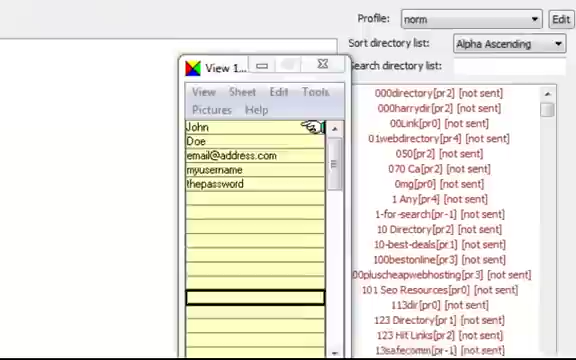 Profile: norm Edit
Sort directory list: Alpha Ascending
Search directory list:
View 1...
View Sheet Edit Tools
Pictures Help
John
Doe
email@address.com
myusername
thepassword
000directory[pr2] [not sent]
000harrydir[pr2] [not sent]
00Link[pr0] [not sent]
01webdirectory[pr4] [not sent]
050[pr2] [not sent]
070 Ca[pr2] [not sent]
0mg[pr0] [not sent]
1 Any[pr4] [not sent]
1-for-search[pr-1] [not sent]
10 Directory[pr2] [not sent]
10-best-deals[pr1] [not sent]
100bestonline[pr3] [not sent]
00pluscheapwebhosting[pr3] [not sent]
101 Seo Resources[pr0] [not sent]
113dir[pr0] [not sent]
123 Directory[pr1] [not sent]
123 Hit Links[pr2] [not sent]
13safecomm[pr-1] [not sent]